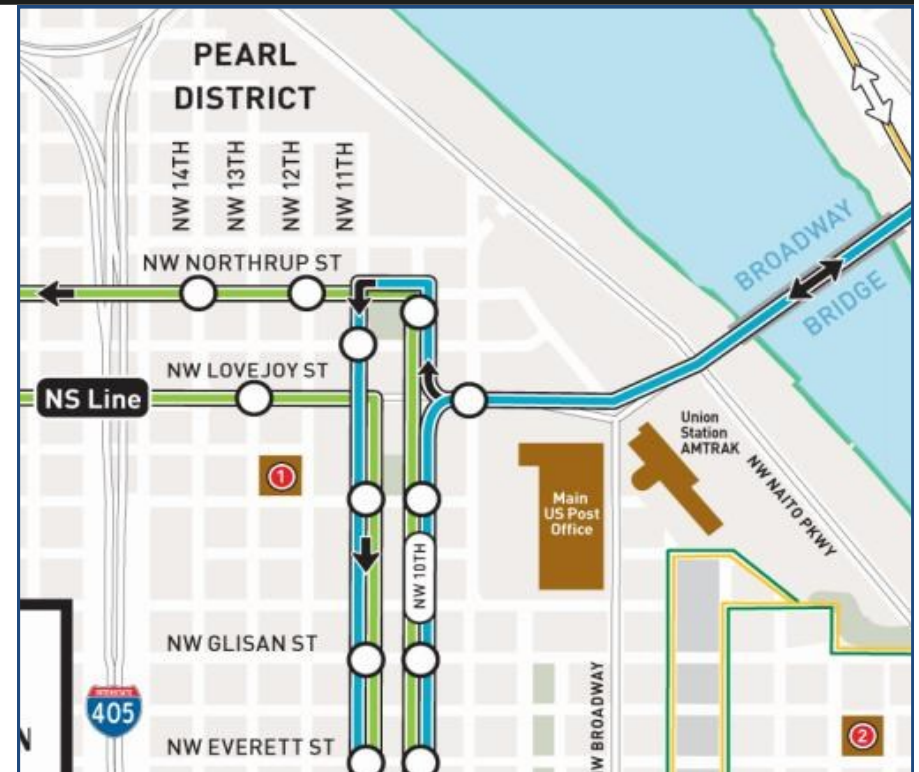 PEARL
DISTRICT
NW 14TH
NW 13TH
NW 12TH
NW 11TH
NW NORTHRUP ST
BROADWAY
BRIDGE
NW LOVEJOY ST
NS Line
Union
Station
AMTRAK
1
Main
US Post
Office
NW NAITO PKWY
NW 10TH
NW GLISAN ST
INTERSTATE
405
N
NW EVERETT ST
W BROADWAY
2